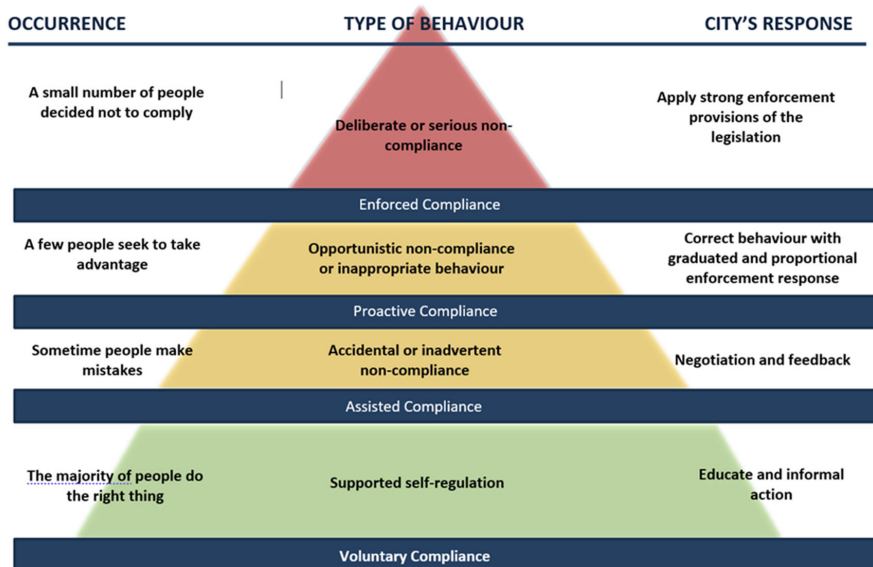 OCCURRENCE
TYPE OF BEHAVIOUR
CITY'S RESPONSE
A small number of people
decided not to comply
Deliberate or serious non-
compliance
Apply strong enforcement
provisions of the
legislation
Enforced Compliance
A few people seek to take
advantage
Opportunistic non-compliance
or inappropriate behaviour
Correct behaviour with
graduated and proportional
enforcement response
Proactive Compliance
Sometime people make
mistakes
Accidental or inadvertent
non-compliance
Negotiation and feedback
Assisted Compliance
The majority of people do
the right thing
Supported self-regulation
Educate and informal
action
Voluntary Compliance